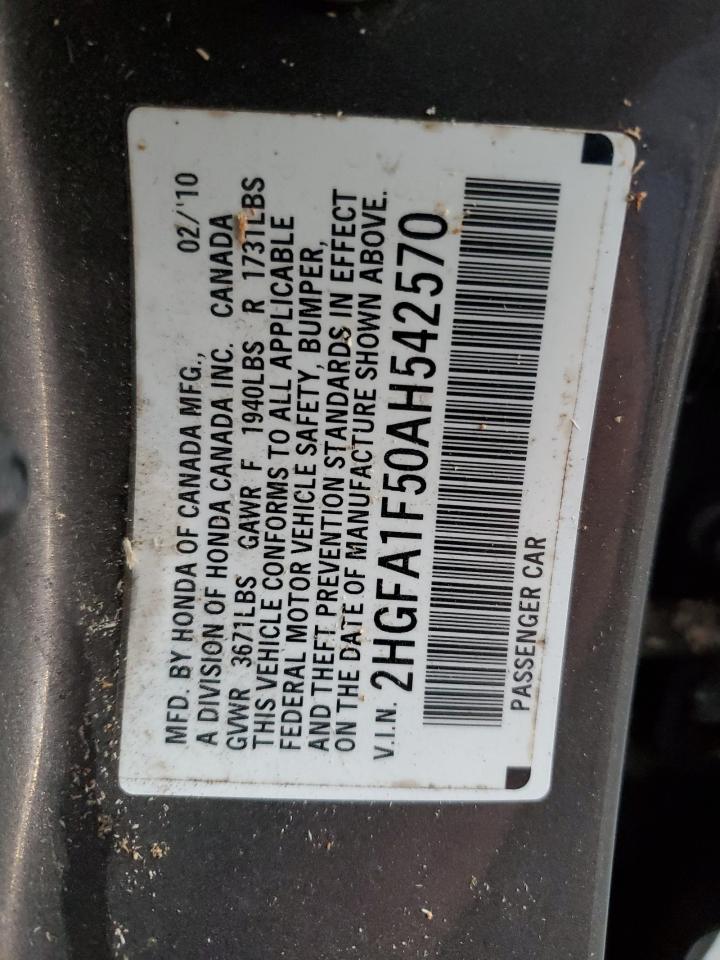 MFD. BY HONDA OF CANADA MFG., 02/'10
A DIVISION OF HONDA CANADA INC. CANADA
GVWR 3671LBS GAWR F 1940LBS R 1731LBS
THIS VEHICLE CONFORMS TO ALL APPLICABLE
FEDERAL MOTOR VEHICLE SAFETY, BUMPER,
AND THEFT PREVENTION STANDARDS IN EFFECT
ON THE DATE OF MANUFACTURE SHOWN ABOVE.
V.I.N. 2HGFA1F50AH542570
PASSENGER CAR